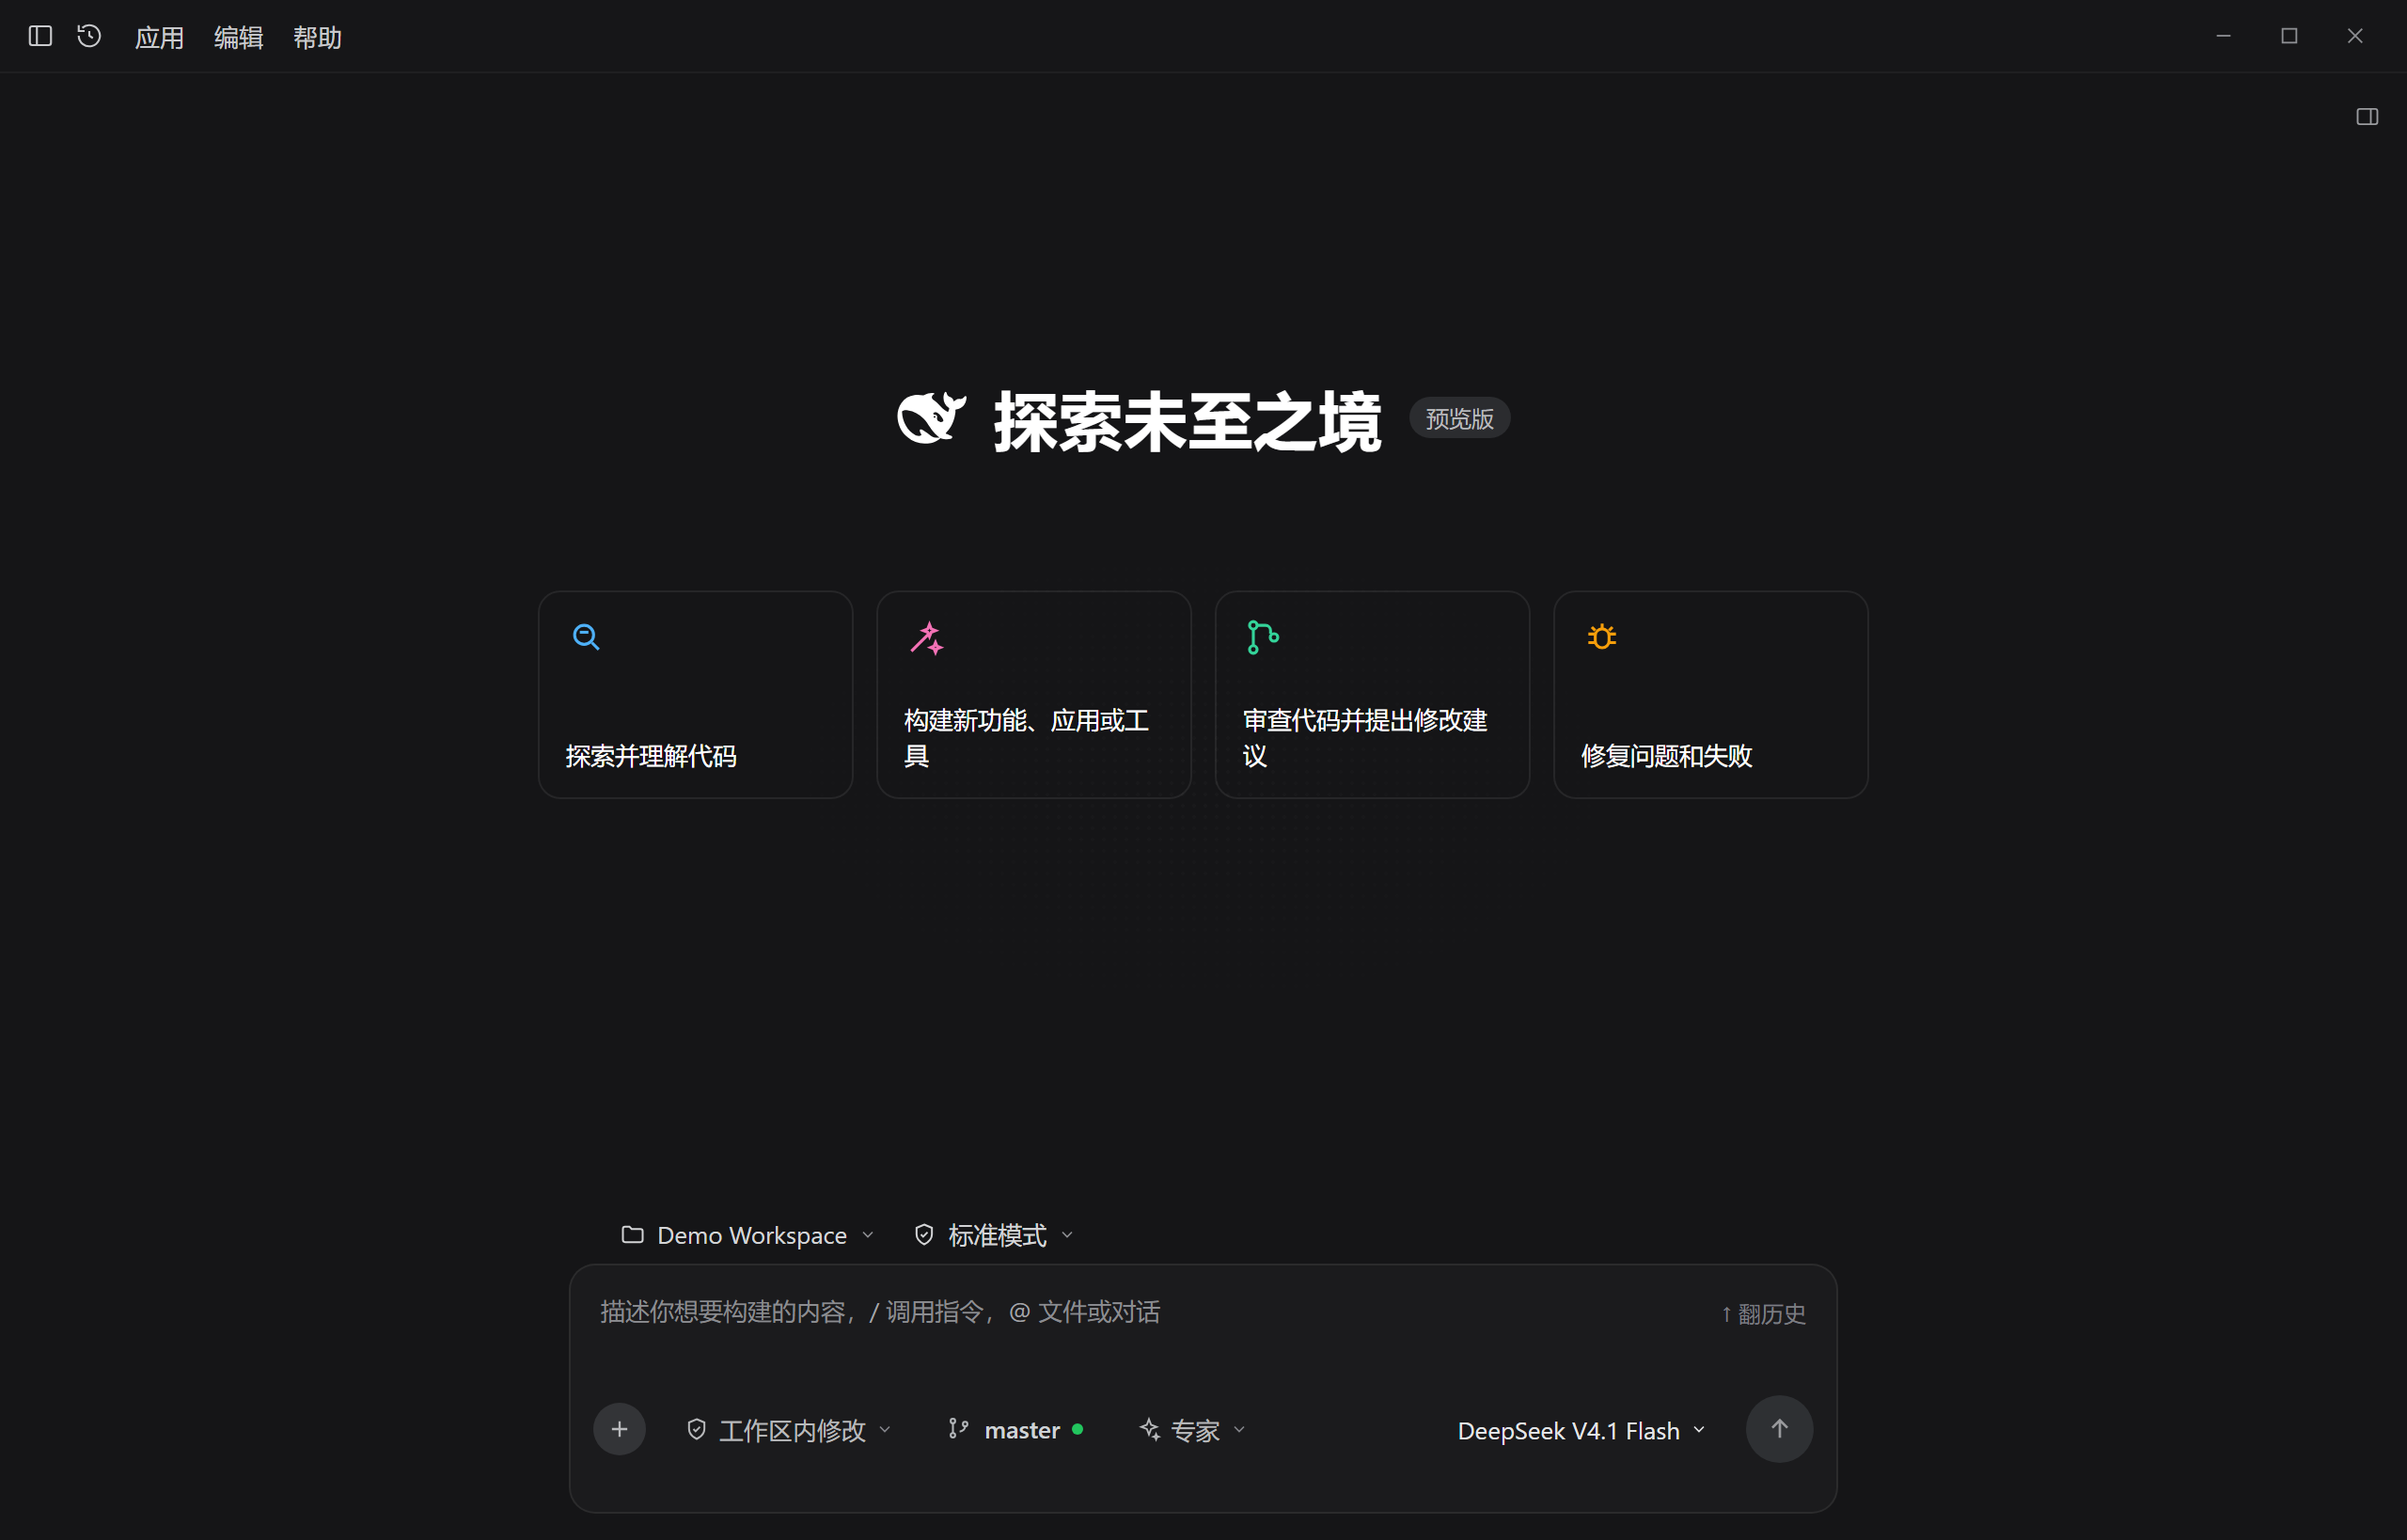 应用 编辑 帮助
探索未至之境 预览版
探索并理解代码
构建新功能、应用或工
具
审查代码并提出修改建
议
修复问题和失败
Demo Workspace 标准模式
描述你想要构建的内容，/ 调用指令，@ 文件或对话
↑ 翻历史
工作区内修改 master 专家 DeepSeek V4.1 Flash